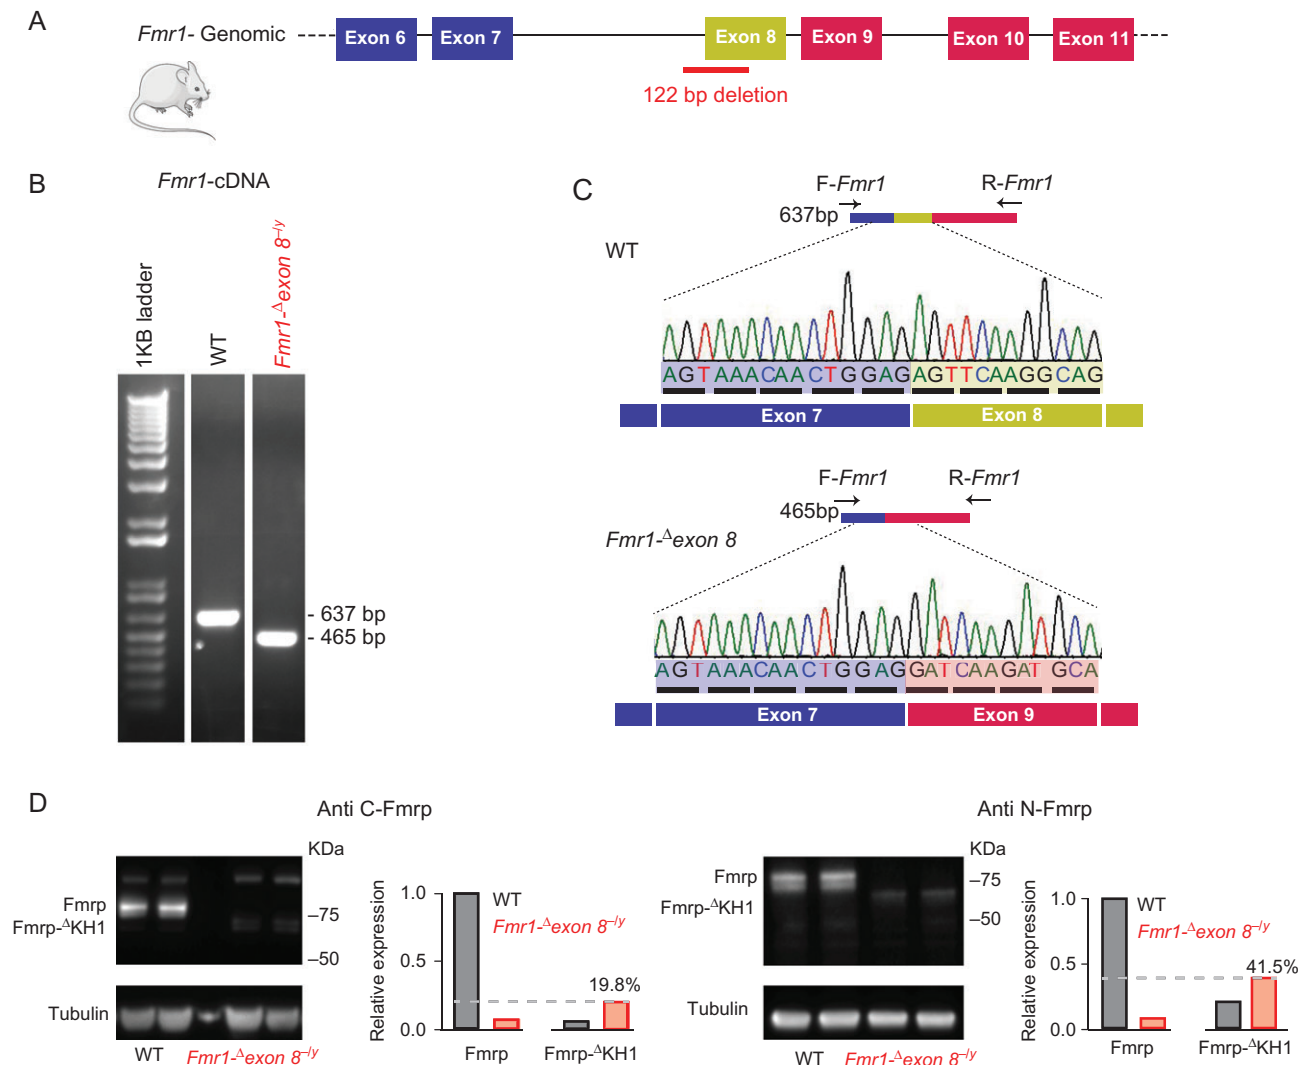 A
Fmr1- Genomic
Exon 6
Exon 7
Exon 8
Exon 9
Exon 10
Exon 11
122 bp deletion
B
Fmr1-cDNA
1KB ladder
WT
Fmr1-Δexon 8–/y
- 637 bp
- 465 bp
C
F-Fmr1
R-Fmr1
637bp
WT
AGTAAACAACTGGAGAGTTCAAGGCAG
Exon 7
Exon 8
F-Fmr1
R-Fmr1
465bp
Fmr1-Δexon 8
AGTAAACAACTGGAGGATCAAGATGCA
Exon 7
Exon 9
D
Anti C-Fmrp
KDa
Fmrp
Fmrp-ΔKH1
–75
–50
Tubulin
WT
Fmr1-Δexon 8–/y
Relative expression
1.0
0.5
0.0
WT
Fmr1-Δexon 8–/y
19.8%
Fmrp
Fmrp-ΔKH1
Anti N-Fmrp
KDa
Fmrp
Fmrp-ΔKH1
–75
–50
Tubulin
WT
Fmr1-Δexon 8–/y
Relative expression
1.0
0.5
0.0
WT
Fmr1-Δexon 8–/y
41.5%
Fmrp
Fmrp-ΔKH1